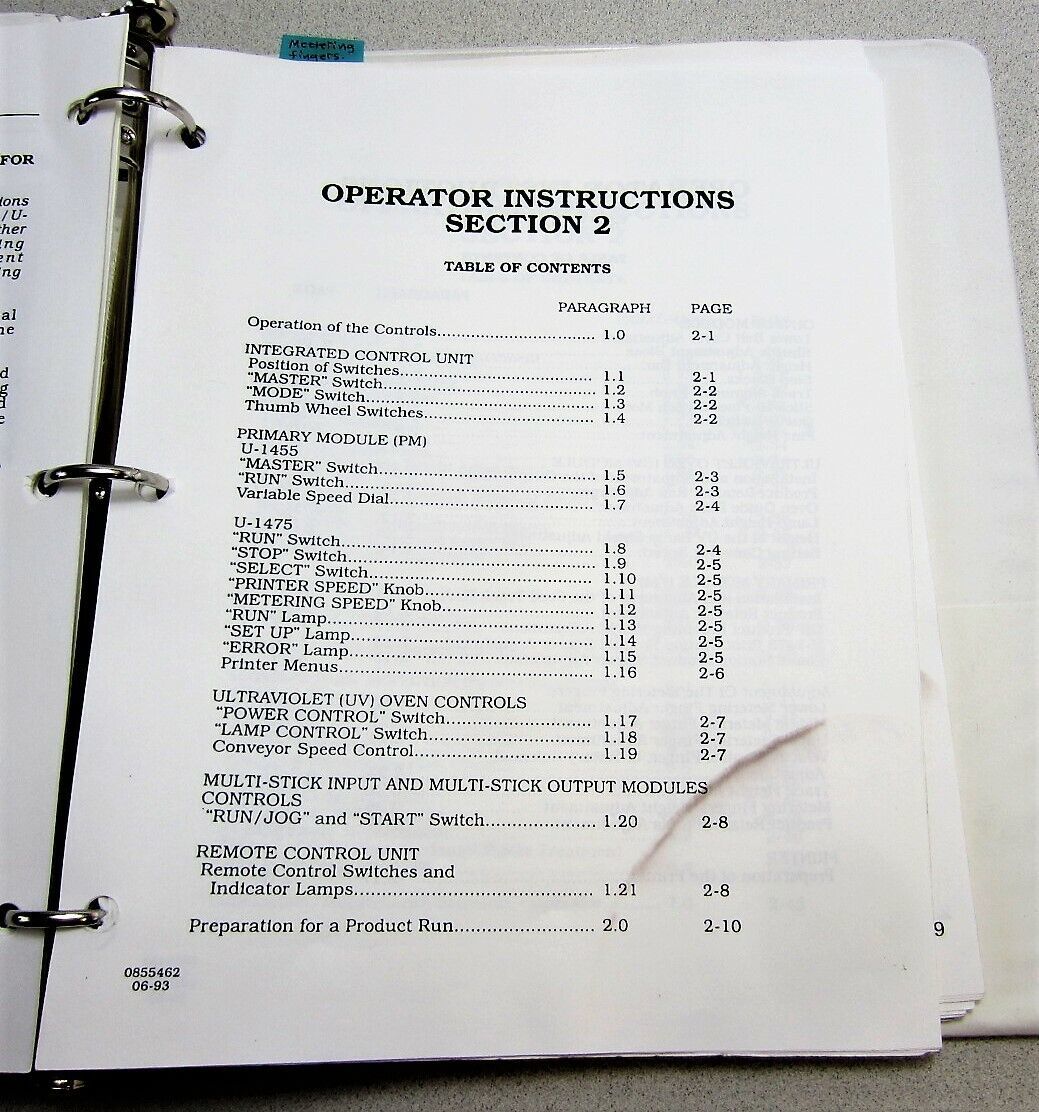 Metering
fingers.
FOR
ions
/U-
ther
ing
ent
ing
al
ne
d
g
d
e
OPERATOR INSTRUCTIONS
SECTION 2
TABLE OF CONTENTS
PARAGRAPH PAGE
Operation of the Controls 1.0 2-1
INTEGRATED CONTROL UNIT
Position of Switches 1.1 2-1
"MASTER" Switch 1.2 2-2
"MODE" Switch 1.3 2-2
Thumb Wheel Switches 1.4 2-2
PRIMARY MODULE (PM)
U-1455
"MASTER" Switch 1.5 2-3
"RUN" Switch 1.6 2-3
Variable Speed Dial 1.7 2-4
U-1475
"RUN" Switch 1.8 2-4
"STOP" Switch 1.9 2-5
"SELECT" Switch 1.10 2-5
"PRINTER SPEED" Knob 1.11 2-5
"METERING SPEED" Knob 1.12 2-5
"RUN" Lamp 1.13 2-5
"SET UP" Lamp 1.14 2-5
"ERROR" Lamp 1.15 2-5
Printer Menus 1.16 2-6
ULTRAVIOLET (UV) OVEN CONTROLS
"POWER CONTROL" Switch 1.17 2-7
"LAMP CONTROL" Switch 1.18 2-7
Conveyor Speed Control 1.19 2-7
MULTI-STICK INPUT AND MULTI-STICK OUTPUT MODULES
CONTROLS
"RUN/JOG" and "START" Switch 1.20 2-8
REMOTE CONTROL UNIT
Remote Control Switches and
Indicator Lamps 1.21 2-8
Preparation for a Product Run 2.0 2-10
9
0855462
06-93